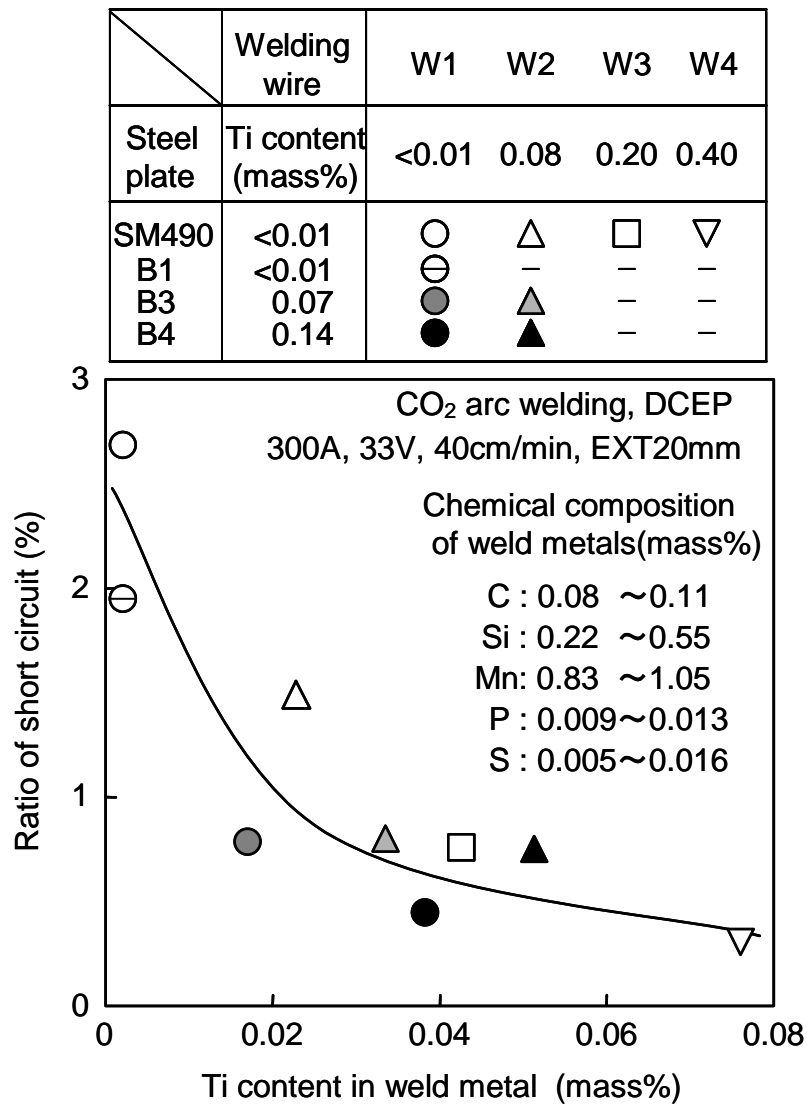 Welding wire W1 W2 W3 W4
Steel plate Ti content (mass%) <0.01 0.08 0.20 0.40
SM490 <0.01
B1 <0.01 – – –
B3 0.07 – –
B4 0.14 – –
3
CO₂ arc welding, DCEP
300A, 33V, 40cm/min, EXT20mm
Chemical composition
of weld metals(mass%)
C : 0.08 ～0.11
Si : 0.22 ～0.55
Mn: 0.83 ～1.05
P : 0.009～0.013
S : 0.005～0.016
2
1
0
Ratio of short circuit (%)
0 0.02 0.04 0.06 0.08
Ti content in weld metal (mass%)